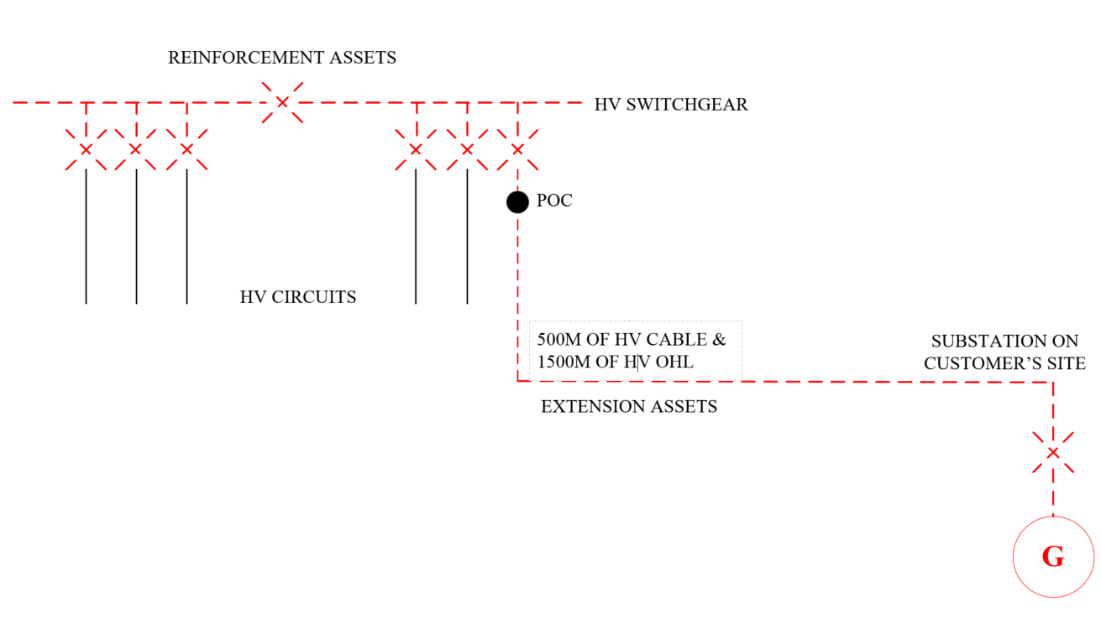 REINFORCEMENT ASSETS
HV SWITCHGEAR
POC
HV CIRCUITS
500M OF HV CABLE &
1500M OF HV OHL
SUBSTATION ON
CUSTOMER'S SITE
EXTENSION ASSETS
G